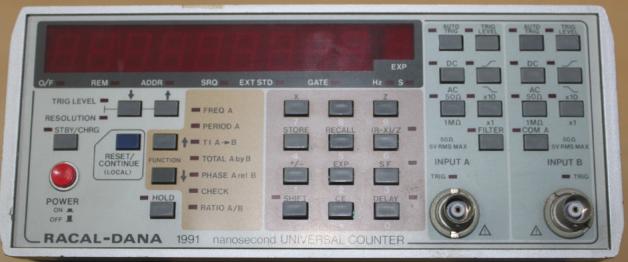 EXP
O/F REM ADDR SRQ EXT STD GATE Hz S
TRIG LEVEL
RESOLUTION
STBY/CHRG
RESET/
CONTINUE
(LOCAL)
FUNCTION
POWER
ON
OFF
HOLD
FREQ A
PERIOD A
T I A B
TOTAL A by B
PHASE A rel B
CHECK
RATIO A/B
X Z
STORE RECALL (R-X)/Z
+/- EXP S F
SHIFT CE DELAY
AUTO TRIG
TRIG LEVEL
DC
AC
50Ω x10
1MΩ x1
FILTER
50Ω
5V RMS MAX
INPUT A
TRIG
AUTO TRIG
TRIG LEVEL
DC
AC
50Ω x10
1MΩ x1
COM A
50Ω
5V RMS MAX
INPUT B
TRIG
RACAL-DANA 1991 nanosecond UNIVERSAL COUNTER